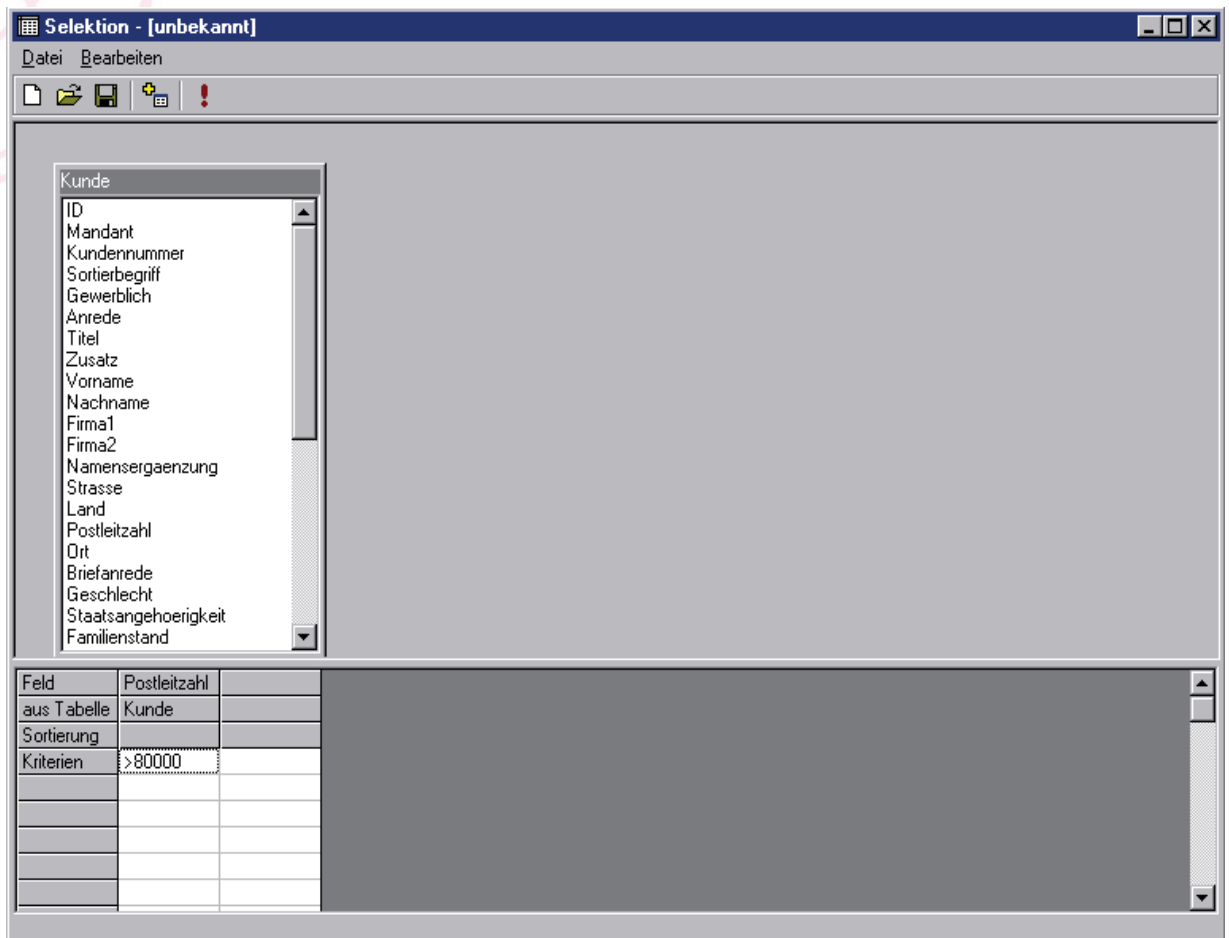 Selektion - [unbekannt]
Datei Bearbeiten
Kunde
ID
Mandant
Kundennummer
Sortierbegriff
Gewerblich
Anrede
Titel
Zusatz
Vorname
Nachname
Firma1
Firma2
Namensergaenzung
Strasse
Land
Postleitzahl
Ort
Briefanrede
Geschlecht
Staatsangehoerigkeit
Familienstand
Feld Postleitzahl
aus Tabelle Kunde
Sortierung
Kriterien >80000